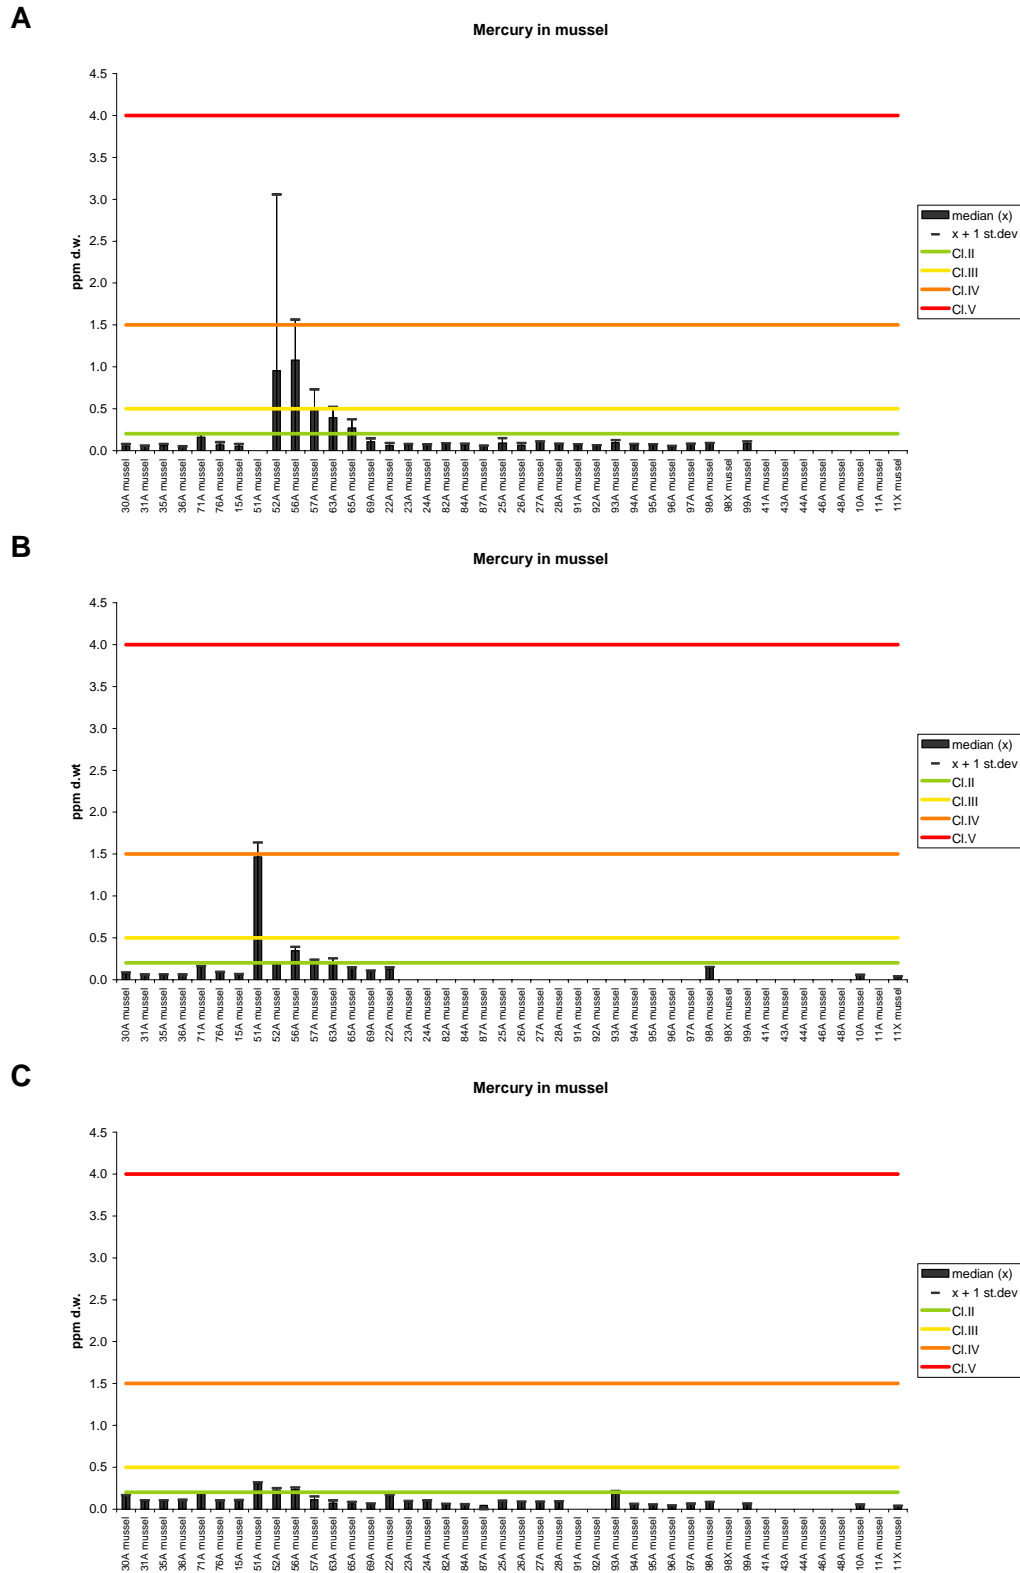 A
Mercury in mussel
4.5
4.0
3.5
3.0
2.5
2.0
1.5
1.0
0.5
0.0
ppm d.w.
median (x)
x + 1 st.dev
Cl.II
Cl.III
Cl.IV
Cl.V
30A mussel
31A mussel
35A mussel
36A mussel
71A mussel
76A mussel
15A mussel
51A mussel
52A mussel
56A mussel
57A mussel
63A mussel
65A mussel
69A mussel
22A mussel
23A mussel
24A mussel
82A mussel
84A mussel
87A mussel
25A mussel
26A mussel
27A mussel
28A mussel
91A mussel
92A mussel
93A mussel
94A mussel
95A mussel
96A mussel
97A mussel
98A mussel
98X mussel
99A mussel
41A mussel
43A mussel
44A mussel
46A mussel
48A mussel
10A mussel
11A mussel
11X mussel
B
Mercury in mussel
4.5
4.0
3.5
3.0
2.5
2.0
1.5
1.0
0.5
0.0
ppm d.wt
median (x)
x + 1 st.dev
Cl.II
Cl.III
Cl.IV
Cl.V
30A mussel
31A mussel
35A mussel
36A mussel
71A mussel
76A mussel
15A mussel
51A mussel
52A mussel
56A mussel
57A mussel
63A mussel
65A mussel
69A mussel
22A mussel
23A mussel
24A mussel
82A mussel
84A mussel
87A mussel
25A mussel
26A mussel
27A mussel
28A mussel
91A mussel
92A mussel
93A mussel
94A mussel
95A mussel
96A mussel
97A mussel
98A mussel
98X mussel
99A mussel
41A mussel
43A mussel
44A mussel
46A mussel
48A mussel
10A mussel
11A mussel
11X mussel
C
Mercury in mussel
4.5
4.0
3.5
3.0
2.5
2.0
1.5
1.0
0.5
0.0
ppm d.w.
median (x)
x + 1 st.dev
Cl.II
Cl.III
Cl.IV
Cl.V
30A mussel
31A mussel
35A mussel
36A mussel
71A mussel
76A mussel
15A mussel
51A mussel
52A mussel
56A mussel
57A mussel
63A mussel
65A mussel
69A mussel
22A mussel
23A mussel
24A mussel
82A mussel
84A mussel
87A mussel
25A mussel
26A mussel
27A mussel
28A mussel
91A mussel
92A mussel
93A mussel
94A mussel
95A mussel
96A mussel
97A mussel
98A mussel
98X mussel
99A mussel
41A mussel
43A mussel
44A mussel
46A mussel
48A mussel
10A mussel
11A mussel
11X mussel